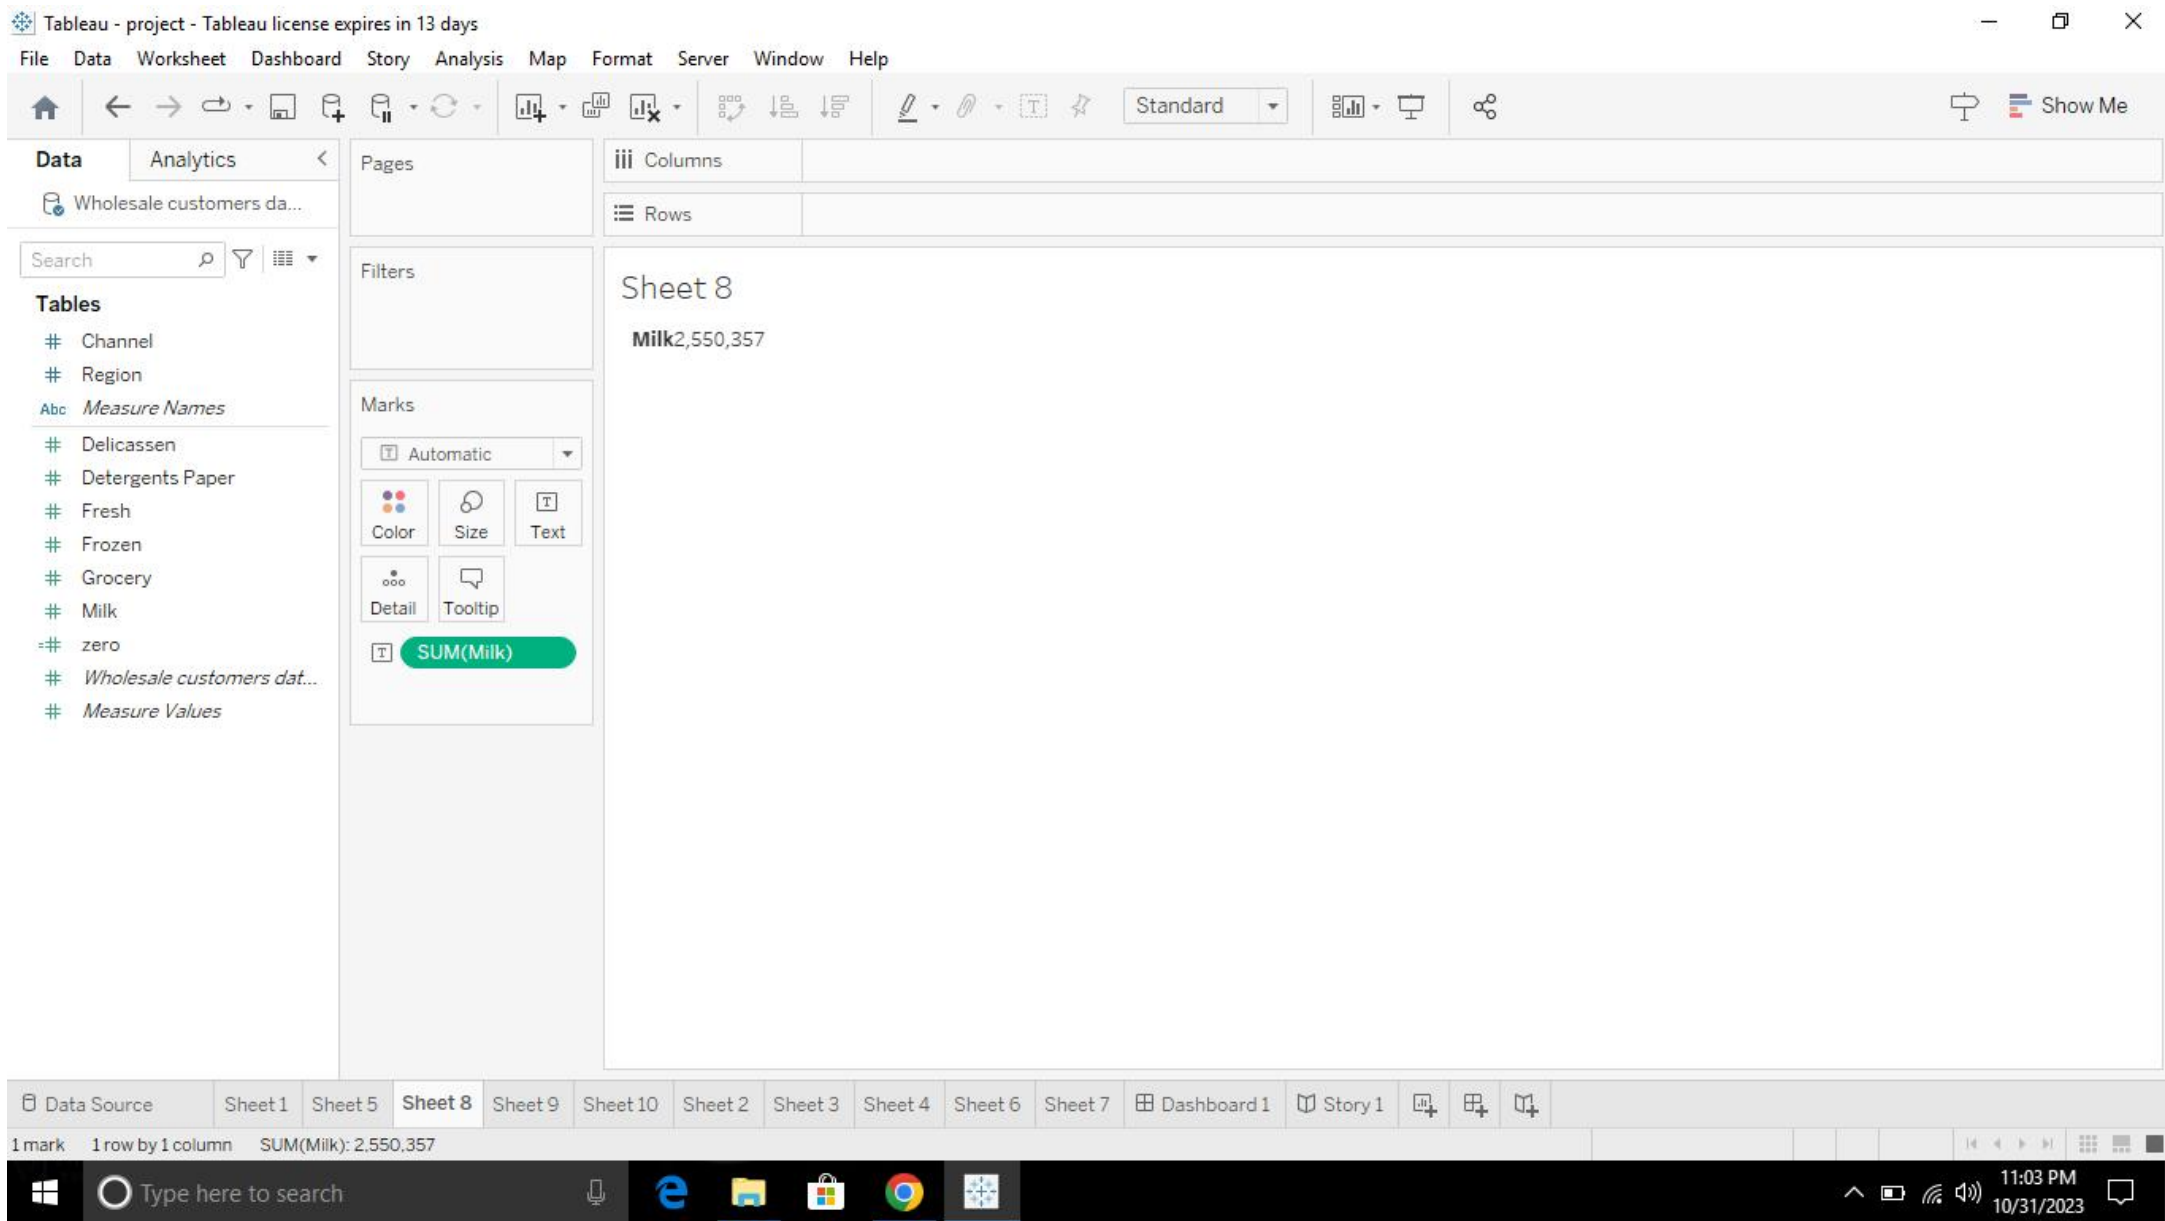 Tableau - project - Tableau license expires in 13 days
File Data Worksheet Dashboard Story Analysis Map Format Server Window Help
Standard
Show Me
Data Analytics
Pages
Columns
Wholesale customers da...
Rows
Search
Filters
Sheet 8
Tables
Milk2,550,357
# Channel
# Region
Abc Measure Names
Marks
# Delicassen
Automatic
# Detergents Paper
# Fresh
Color Size Text
# Frozen
# Grocery
Detail Tooltip
# Milk
=# zero
SUM(Milk)
# Wholesale customers dat...
# Measure Values
Data Source Sheet 1 Sheet 5 Sheet 8 Sheet 9 Sheet 10 Sheet 2 Sheet 3 Sheet 4 Sheet 6 Sheet 7 Dashboard 1 Story 1
1 mark 1 row by 1 column SUM(Milk): 2,550,357
Type here to search
11:03 PM
10/31/2023